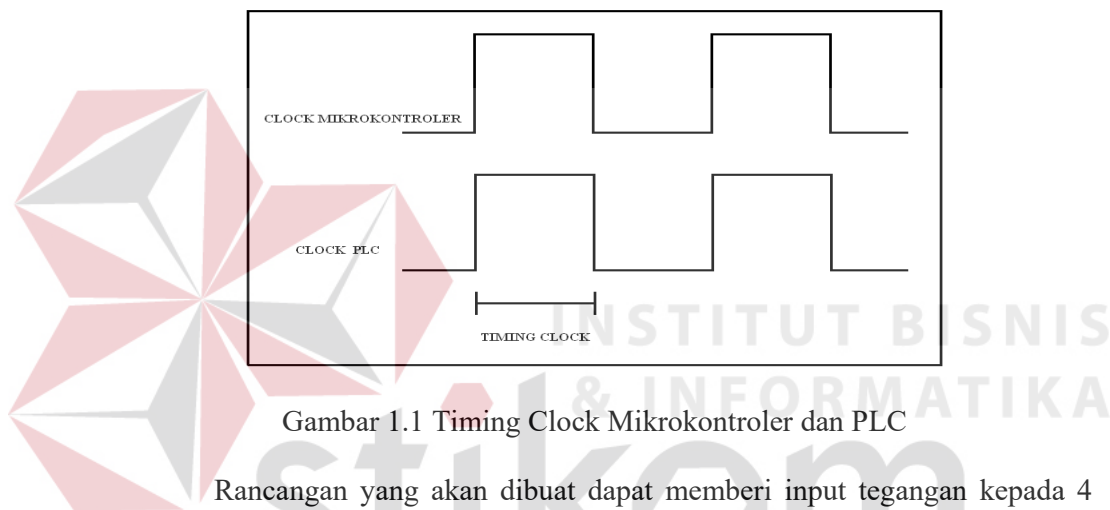 CLOCK MIKROKONTROLER
CLOCK PLC
TIMING CLOCK
INSTITUT BISNIS
& INFORMATIKA
Gambar 1.1 Timing Clock Mikrokontroler dan PLC
stikom
Rancangan yang akan dibuat dapat memberi input tegangan kepada 4